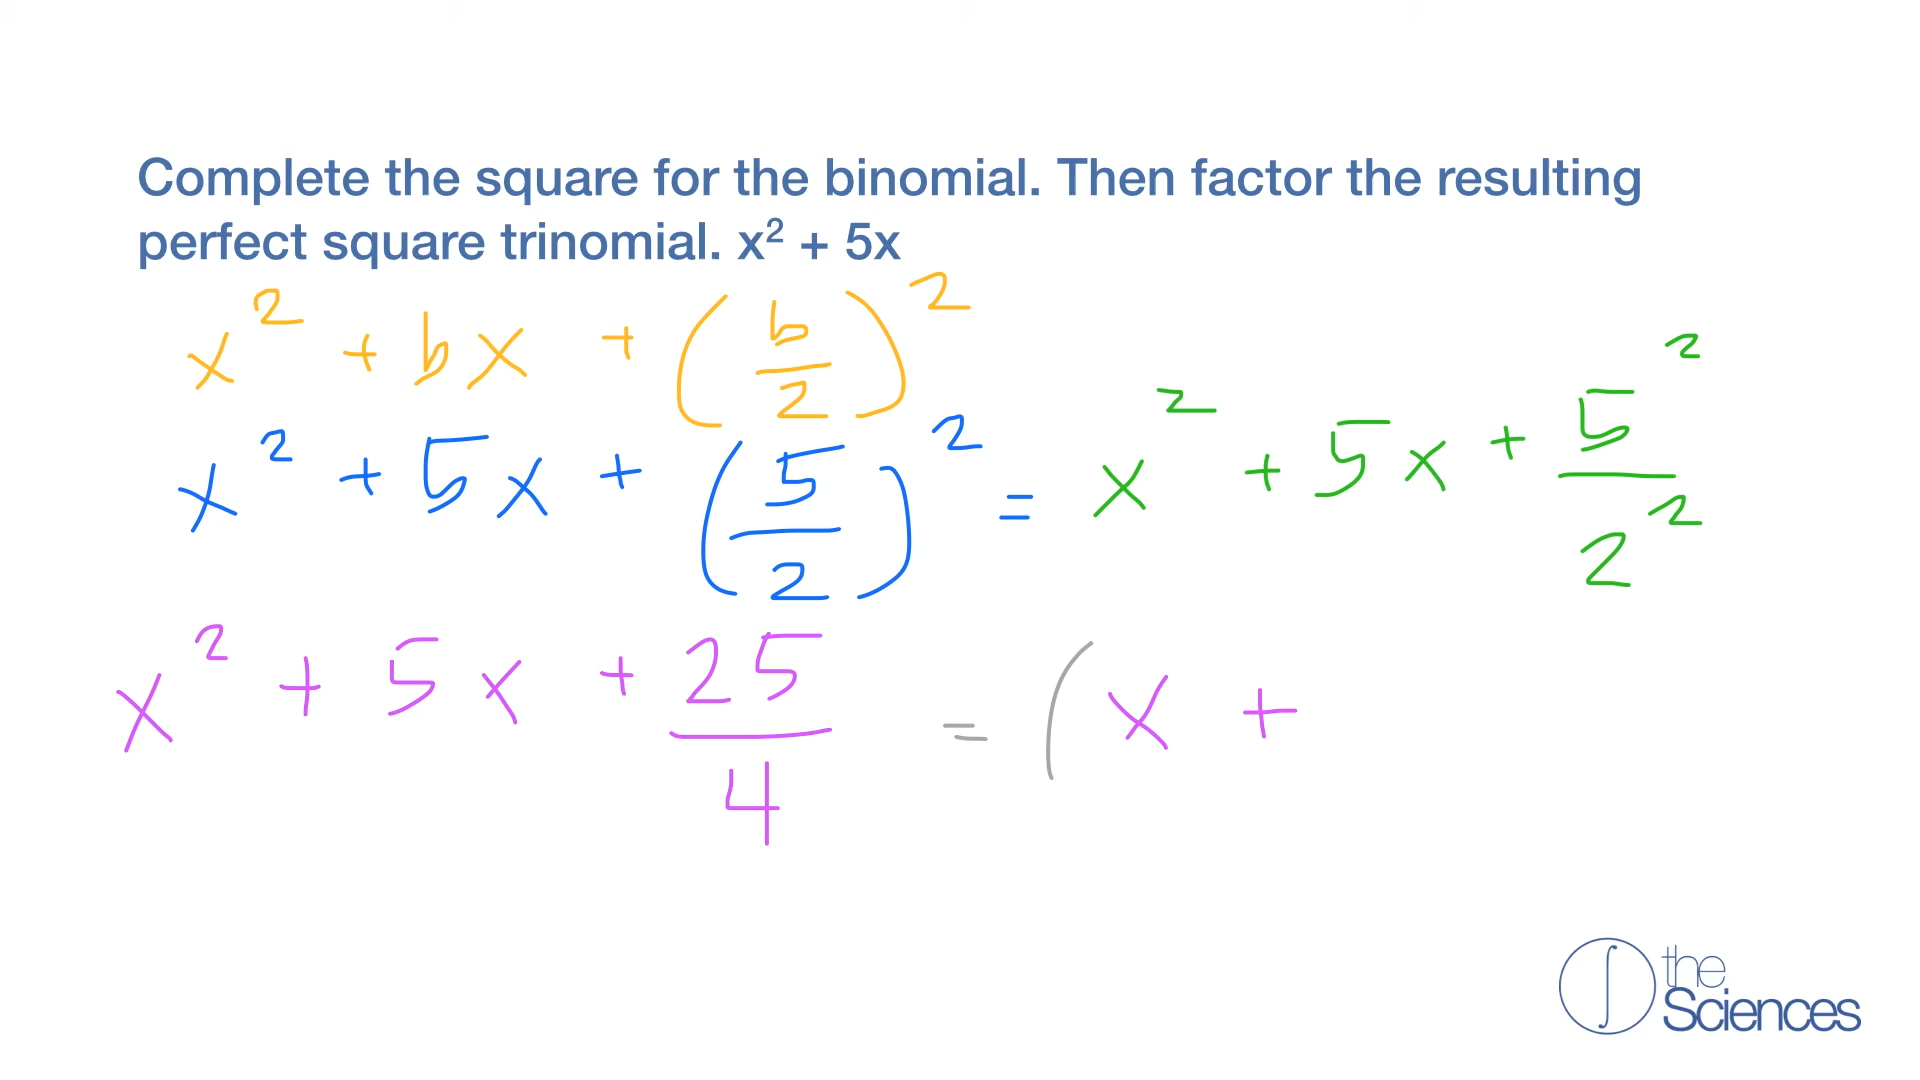 Complete the square for the binomial. Then factor the resulting
perfect square trinomial. x² + 5x
x² + bx + (b/2)²
x² + 5x + (5/2)² = x² + 5x + 5²/2²
x² + 5x + 25/4 = (x +
the
Sciences